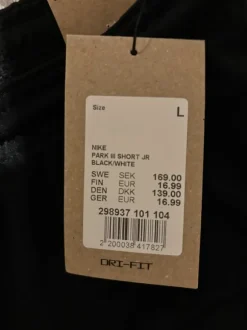 Size L
NIKE
PARK III SHORT JR
BLACK/WHITE
SWE SEK 169.00
FIN EUR 16.99
DEN DKK 139.00
GER EUR 16.99
298937 101 104
2 200038 417827
DRI-FIT